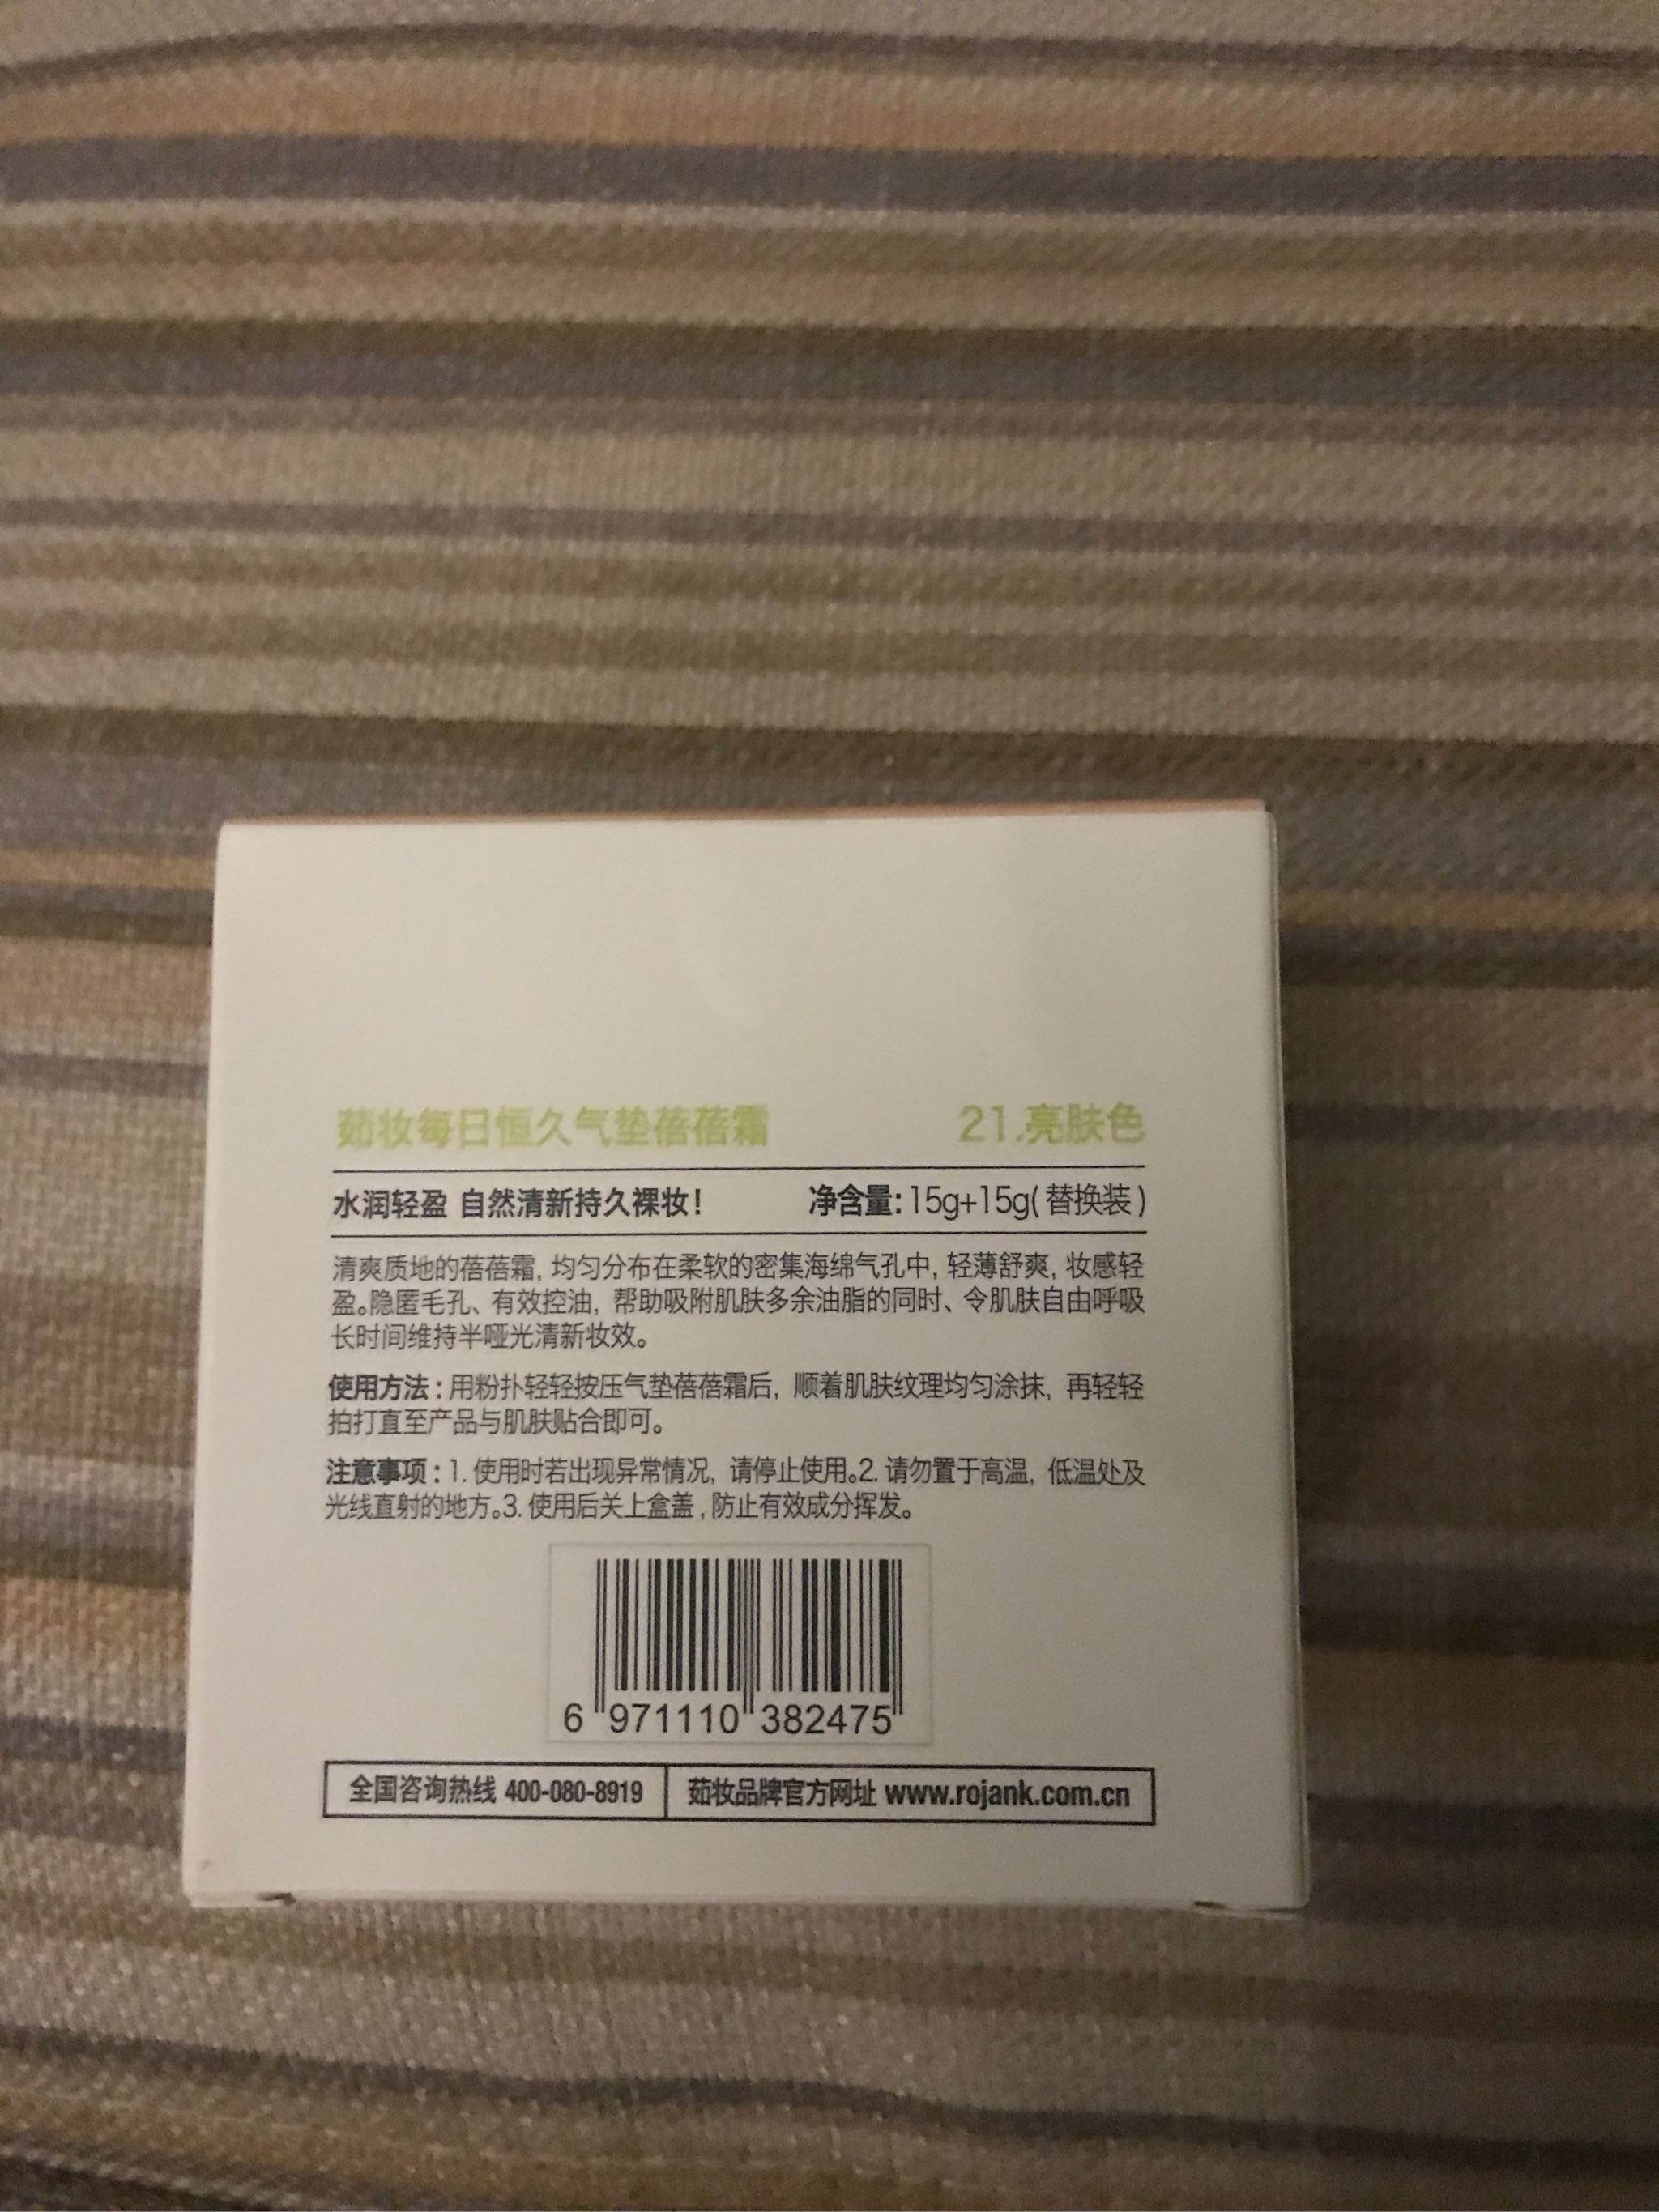 茹妆每日恒久气垫蓓蓓霜 21.亮肤色
水润轻盈 自然清新持久裸妆! 净含量:15g+15g(替换装)
清爽质地的蓓蓓霜, 均匀分布在柔软的密集海绵气孔中, 轻薄舒爽, 妆感轻
盈。隐匿毛孔、有效控油, 帮助吸附肌肤多余油脂的同时、令肌肤自由呼吸
长时间维持半哑光清新妆效。
使用方法:用粉扑轻轻按压气垫蓓蓓霜后, 顺着肌肤纹理均匀涂抹, 再轻轻
拍打直至产品与肌肤贴合即可。
注意事项:1. 使用时若出现异常情况, 请停止使用。2. 请勿置于高温, 低温处及
光线直射的地方。3. 使用后关上盒盖,防止有效成分挥发。
6 971110 382475
全国咨询热线 400-080-8919 茹妆品牌官方网址 www.rojank.com.cn